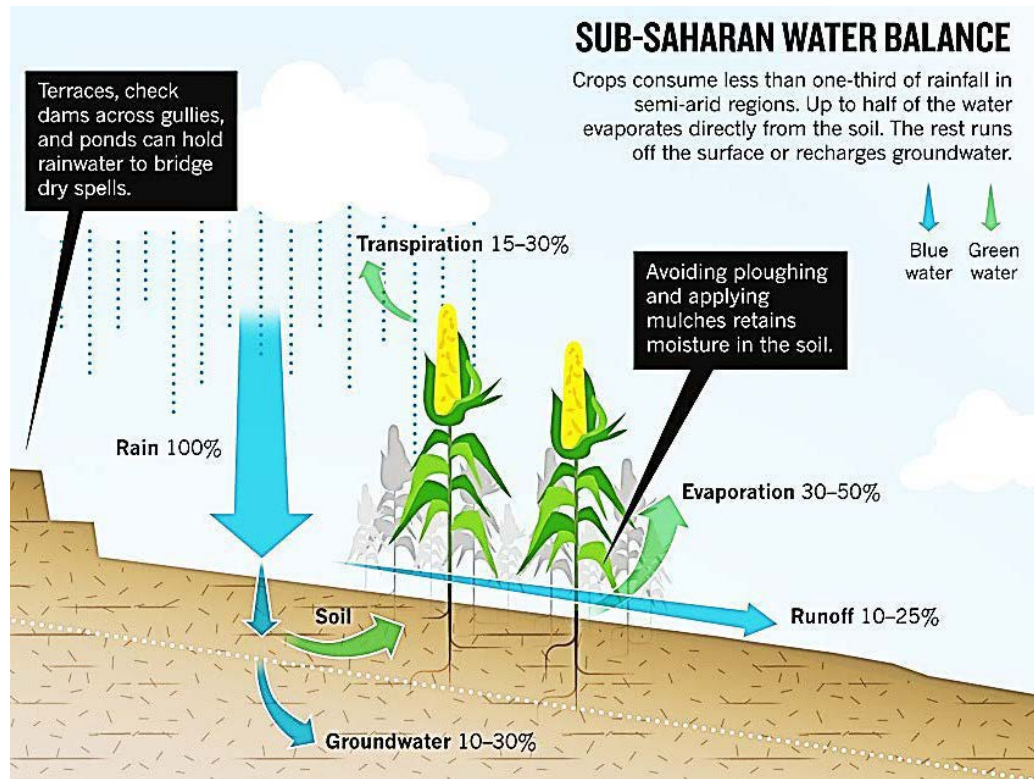 SUB-SAHARAN WATER BALANCE
Crops consume less than one-third of rainfall in
semi-arid regions. Up to half of the water
evaporates directly from the soil. The rest runs
off the surface or recharges groundwater.
Blue
water
Green
water
Terraces, check
dams across gullies,
and ponds can hold
rainwater to bridge
dry spells.
Transpiration 15–30%
Avoiding ploughing
and applying
mulches retains
moisture in the soil.
Rain 100%
Evaporation 30–50%
Soil
Runoff 10–25%
Groundwater 10–30%